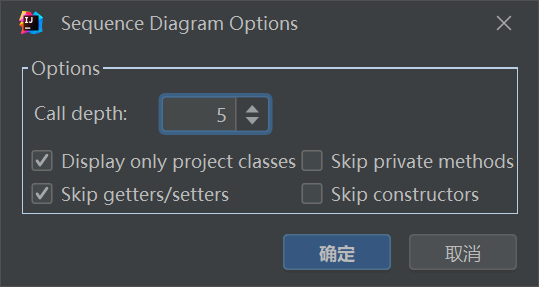 Sequence Diagram Options
Options
Call depth: 5
Display only project classes Skip private methods
Skip getters/setters Skip constructors
确定 取消